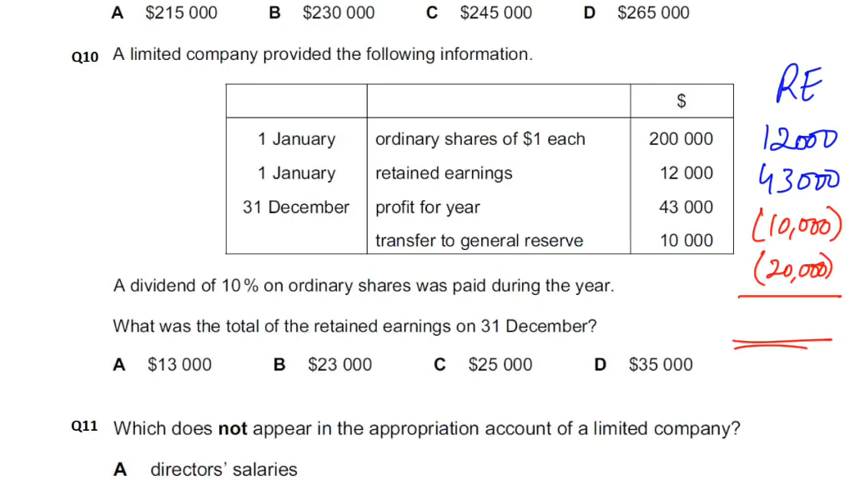 A $215 000 B $230 000 C $245 000 D $265 000
Q10 A limited company provided the following information.
$
1 January ordinary shares of $1 each 200 000
1 January retained earnings 12 000
31 December profit for year 43 000
transfer to general reserve 10 000
A dividend of 10% on ordinary shares was paid during the year.
What was the total of the retained earnings on 31 December?
A $13 000 B $23 000 C $25 000 D $35 000
Q11 Which does not appear in the appropriation account of a limited company?
A directors' salaries
RE
12000
43000
(10,000)
(20,000)